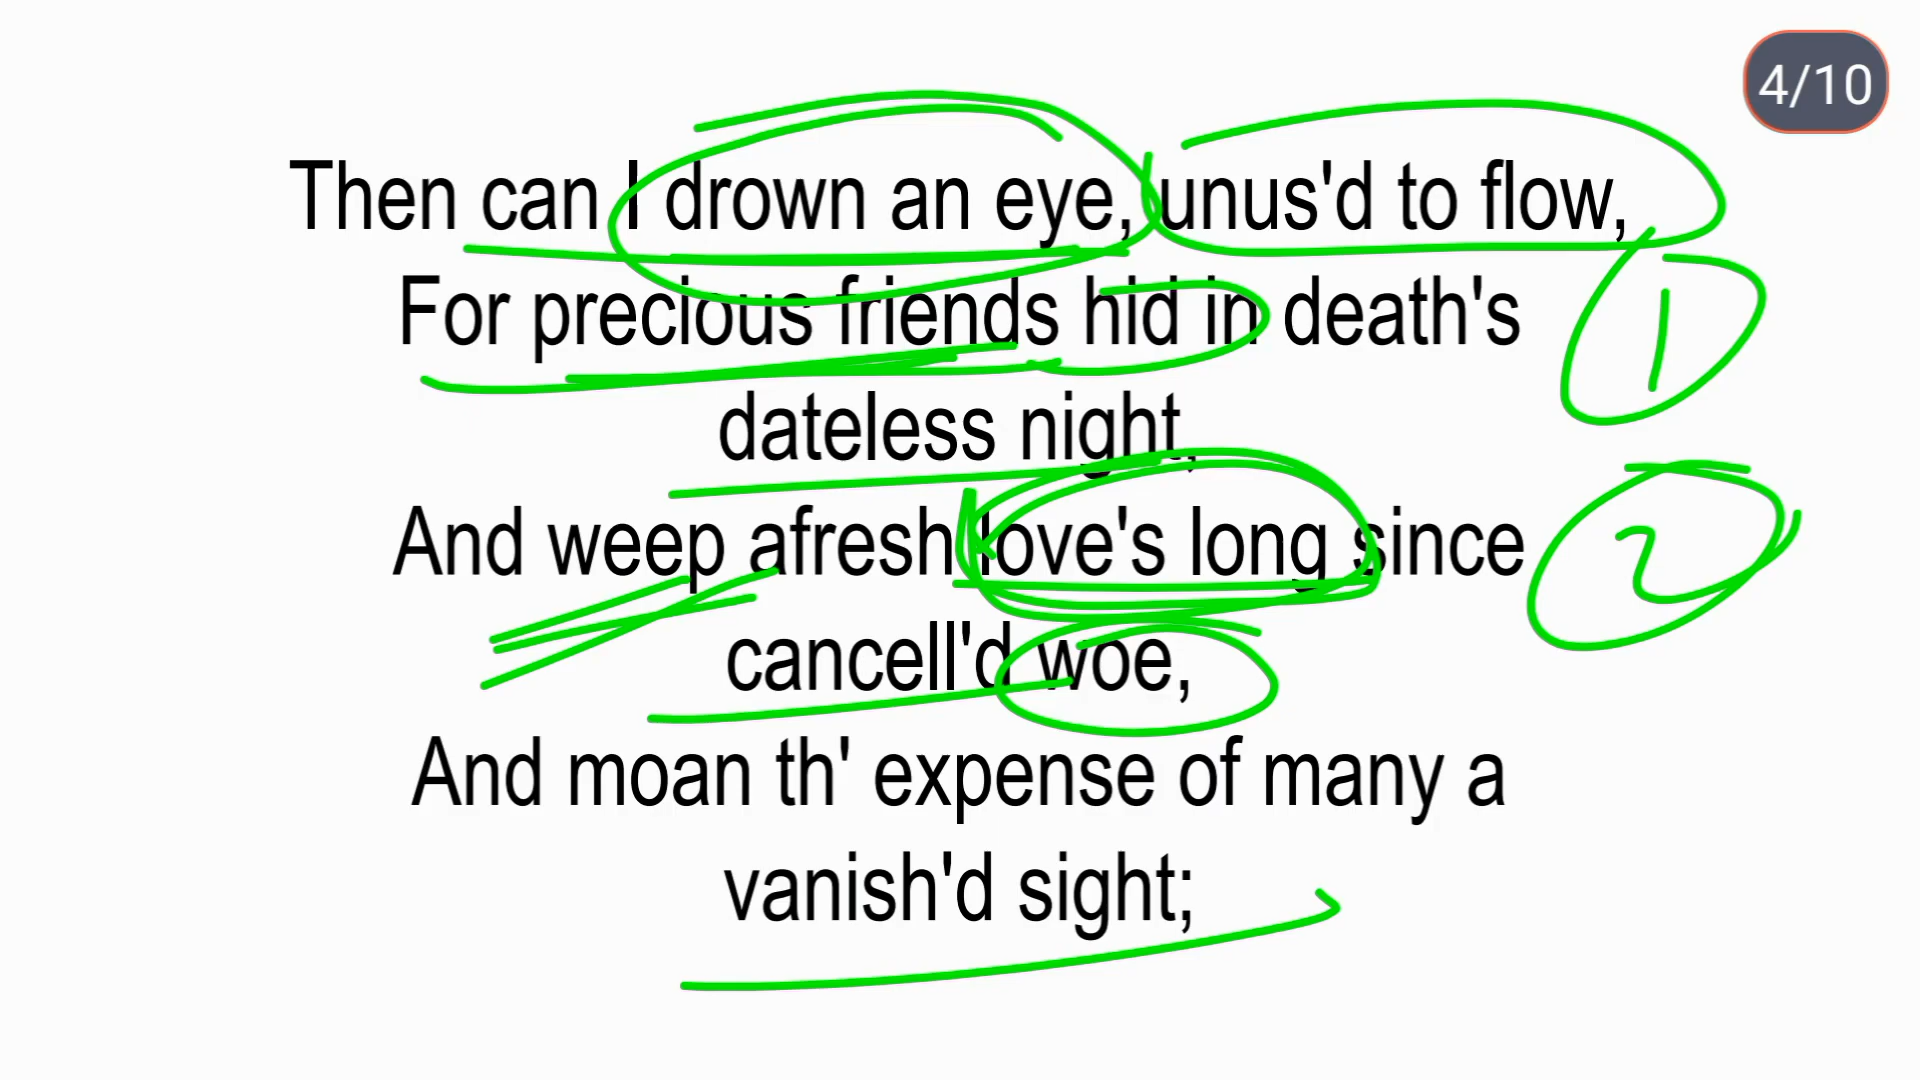 4/10
Then can I drown an eye, unus'd to flow,
For precious friends hid in death's
1
dateless night,
And weep afresh love's long since
2
cancell'd woe,
And moan th' expense of many a
vanish'd sight;